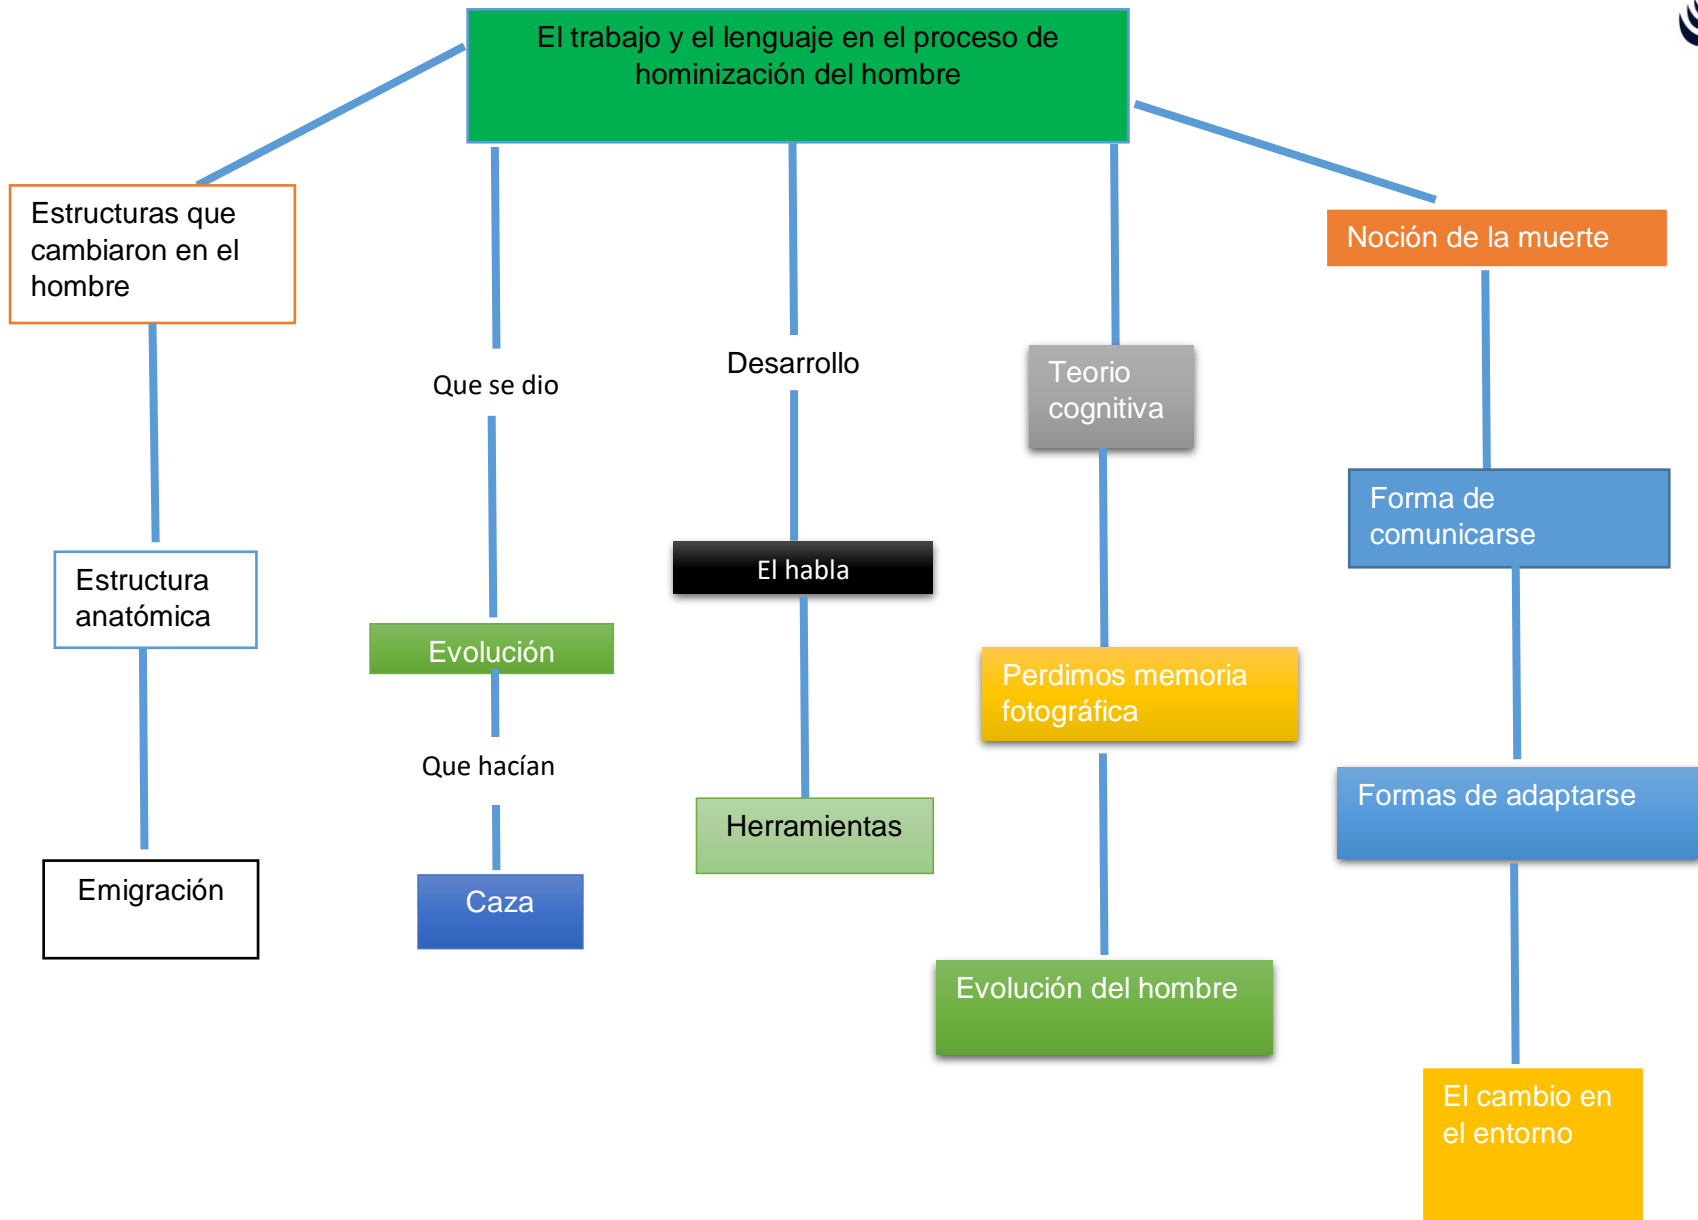 El trabajo y el lenguaje en el proceso de
hominización del hombre
Estructuras que
cambiaron en el
hombre
Estructura
anatómica
Emigración
Que se dio
Evolución
Que hacían
Caza
Desarrollo
El habla
Herramientas
Teorio
cognitiva
Perdimos memoria
fotográfica
Evolución del hombre
Noción de la muerte
Forma de
comunicarse
Formas de adaptarse
El cambio en
el entorno